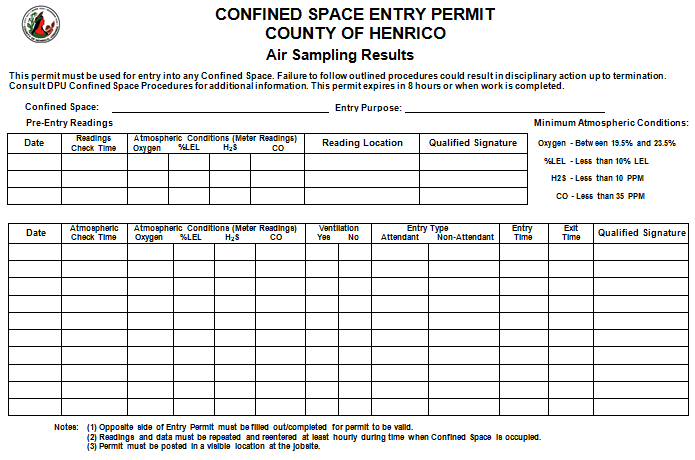 CONFINED SPACE ENTRY PERMIT
COUNTY OF HENRICO
Air Sampling Results
This permit must be used for entry into any Confined Space. Failure to follow outlined procedures could result in disciplinary action up to termination.
Consult DPU Confined Space Procedures for additional information. This permit expires in 8 hours or when work is completed.
Confined Space: Entry Purpose:
Pre-Entry Readings Minimum Atmospheric Conditions:
Date Readings Check Time Atmospheric Conditions (Meter Readings) Reading Location Qualified Signature
Oxygen %LEL H₂S CO
Oxygen - Between 19.5% and 23.5%
%LEL - Less than 10% LEL
H2S - Less than 10 PPM
CO - Less than 35 PPM
Date Atmospheric Check Time Atmospheric Conditions (Meter Readings) Ventilation Entry Type Entry Time Exit Time Qualified Signature
Oxygen %LEL H₂S CO Yes No Attendant Non-Attendant
Notes: (1) Opposite side of Entry Permit must be filled out/completed for permit to be valid.
(2) Readings and data must be repeated and reentered at least hourly during time when Confined Space is occupied.
(3) Permit must be posted in a visible location at the jobsite.